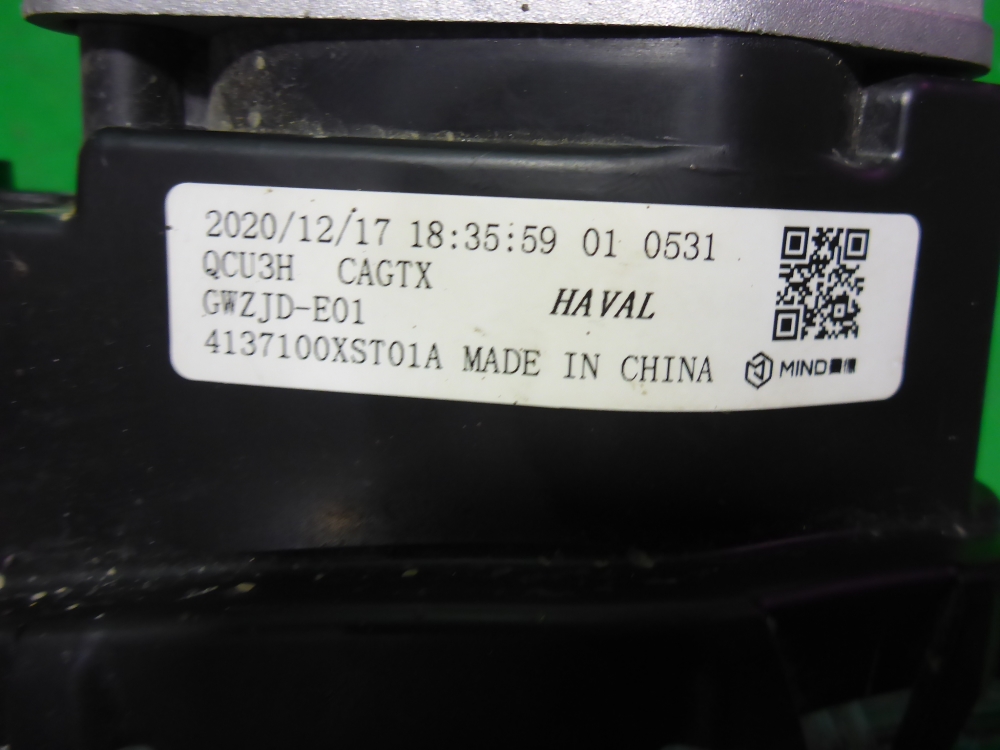 2020/12/17 18:35:59 01 0531
QCU3H CAGTX
GWZJD-E01 HAVAL
4137100XST01A MADE IN CHINA
MIND